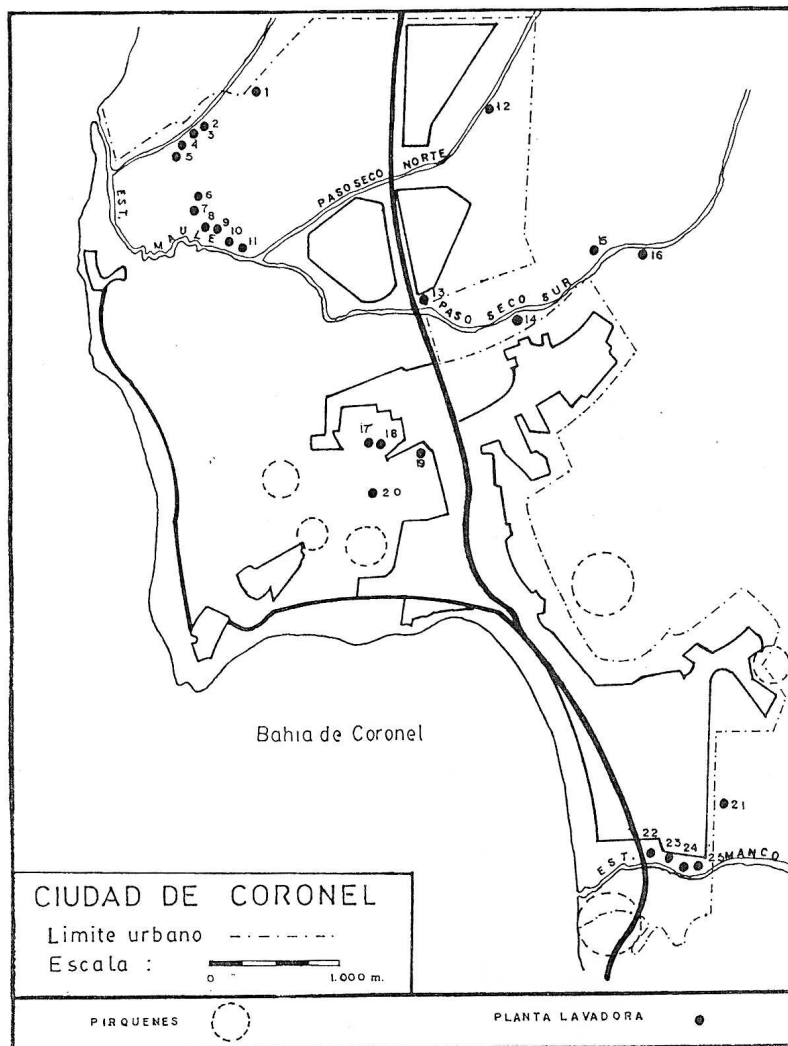 1
2
3
4
5
12
EST.
PASO SECO NORTE
6
7
8
9
10
11
MAULE
15
16
13
PASO SECO SUR
14
17
18
19
20
Bahia de Coronel
21
22
23
24
25
EST. MANCO
CIUDAD DE CORONEL
Limite urbano
Escala :
0 1.000 m.
PIRQUENES
PLANTA LAVADORA